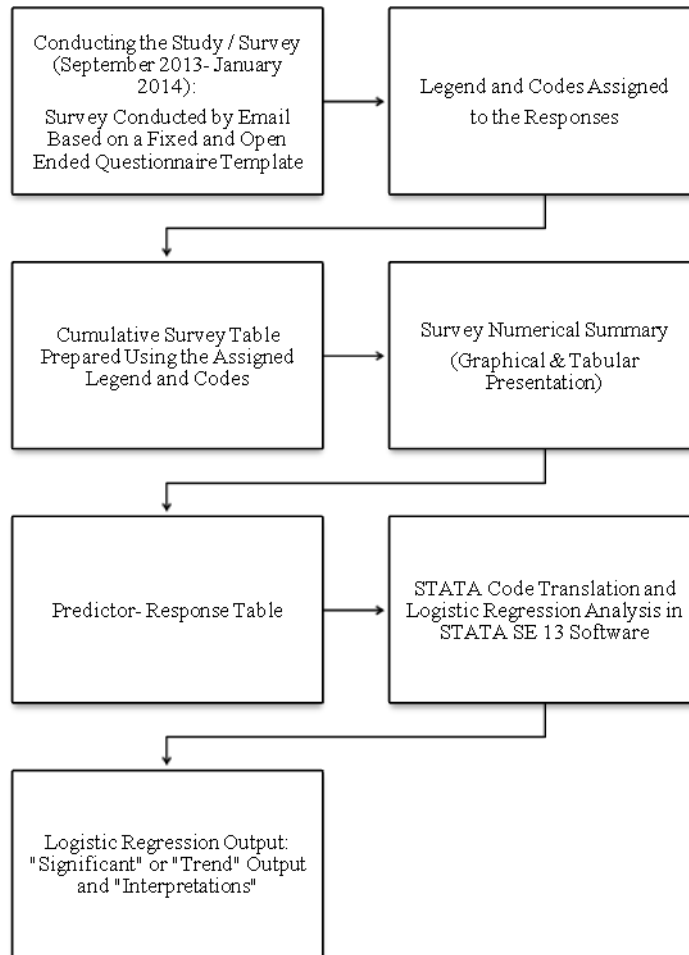 Conducting the Study / Survey
(September 2013- January
2014):
Survey Conducted by Email
Based on a Fixed and Open
Ended Questionnaire Template
Legend and Codes Assigned
to the Responses
Cumulative Survey Table
Prepared Using the Assigned
Legend and Codes
Survey Numerical Summary
(Graphical & Tabular
Presentation)
Predictor- Response Table
STATA Code Translation and
Logistic Regression Analysis in
STATA SE 13 Software
Logistic Regression Output:
"Significant" or "Trend" Output
and "Interpretations"